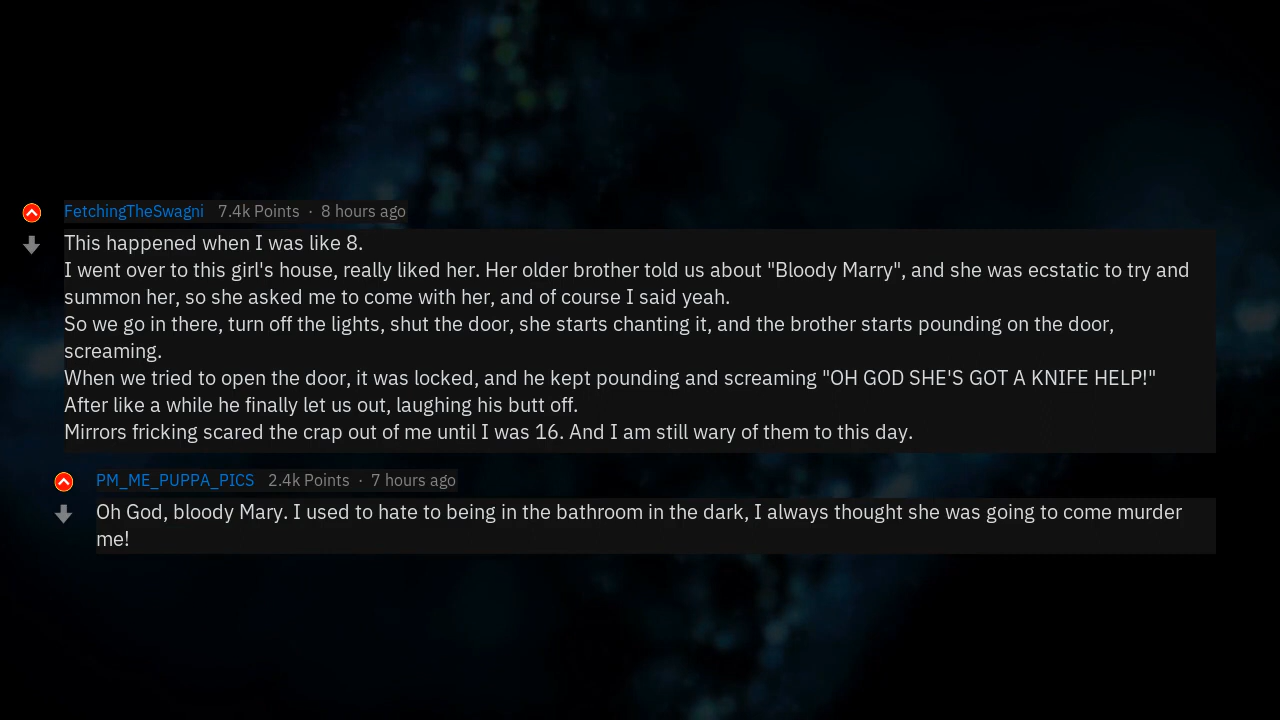 FetchingTheSwagni 7.4k Points · 8 hours ago
This happened when I was like 8.
I went over to this girl's house, really liked her. Her older brother told us about "Bloody Marry", and she was ecstatic to try and
summon her, so she asked me to come with her, and of course I said yeah.
So we go in there, turn off the lights, shut the door, she starts chanting it, and the brother starts pounding on the door,
screaming.
When we tried to open the door, it was locked, and he kept pounding and screaming "OH GOD SHE'S GOT A KNIFE HELP!"
After like a while he finally let us out, laughing his butt off.
Mirrors fricking scared the crap out of me until I was 16. And I am still wary of them to this day.
PM_ME_PUPPA_PICS 2.4k Points · 7 hours ago
Oh God, bloody Mary. I used to hate to being in the bathroom in the dark, I always thought she was going to come murder
me!